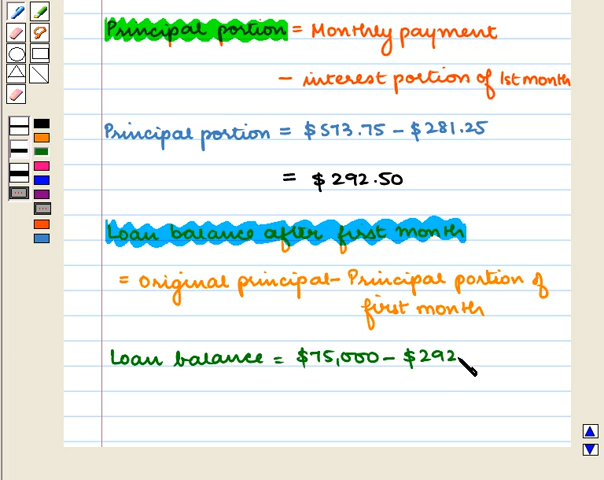 Principal portion = Monthly payment
- interest portion of 1st month
Principal portion = $573.75 - $281.25
= $292.50
Loan balance after first month
= Original principal - Principal portion of
first month
Loan balance = $75,000 - $292